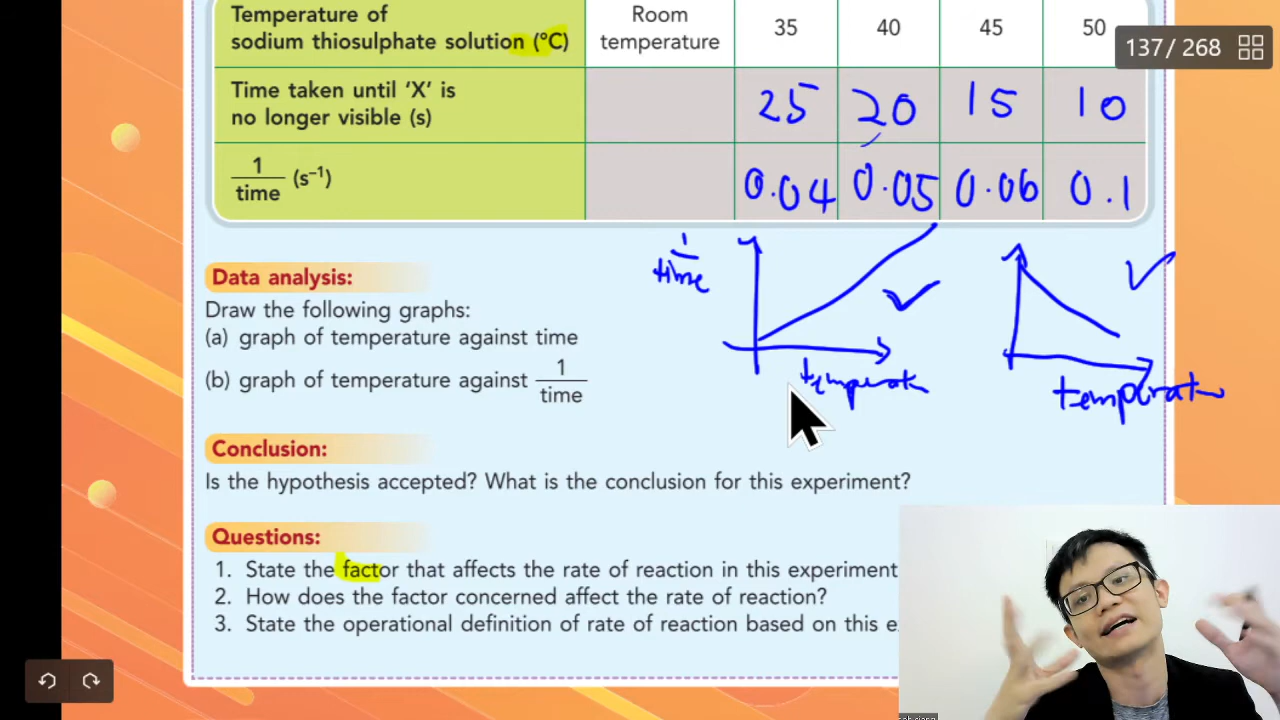 137 / 268
Temperature of sodium thiosulphate solution (°C) Room temperature 35 40 45 50
Time taken until ‘X’ is no longer visible (s) 25 20 15 10
1/time (s⁻¹) 0.04 0.05 0.06 0.1
1/time
Data analysis:
Draw the following graphs:
(a) graph of temperature against time
(b) graph of temperature against 1/time
temperat
temperat
Conclusion:
Is the hypothesis accepted? What is the conclusion for this experiment?
Questions:
1. State the factor that affects the rate of reaction in this experiment
2. How does the factor concerned affect the rate of reaction?
3. State the operational definition of rate of reaction based on this e